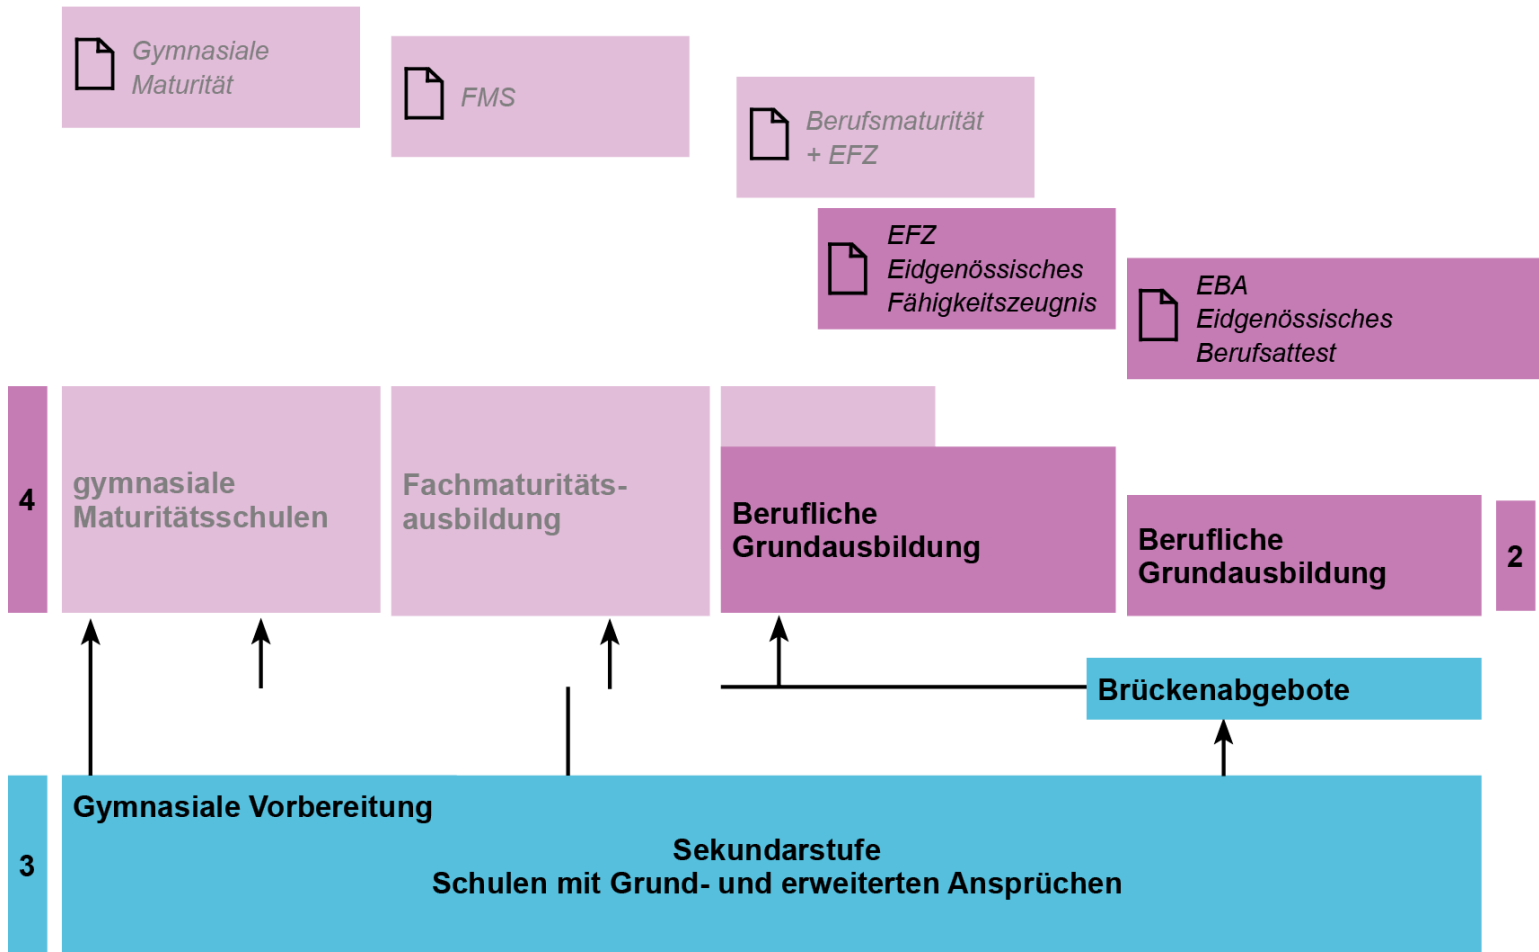 Gymnasiale
Maturität
FMS
Berufsmaturität
+ EFZ
EFZ
Eidgenössisches
Fähigkeitszeugnis
EBA
Eidgenössisches
Berufsattest
4
gymnasiale
Maturitätsschulen
Fachmaturitäts-
ausbildung
Berufliche
Grundausbildung
Berufliche
Grundausbildung
2
Brückenabgebote
3
Gymnasiale Vorbereitung
Sekundarstufe
Schulen mit Grund- und erweiterten Ansprüchen